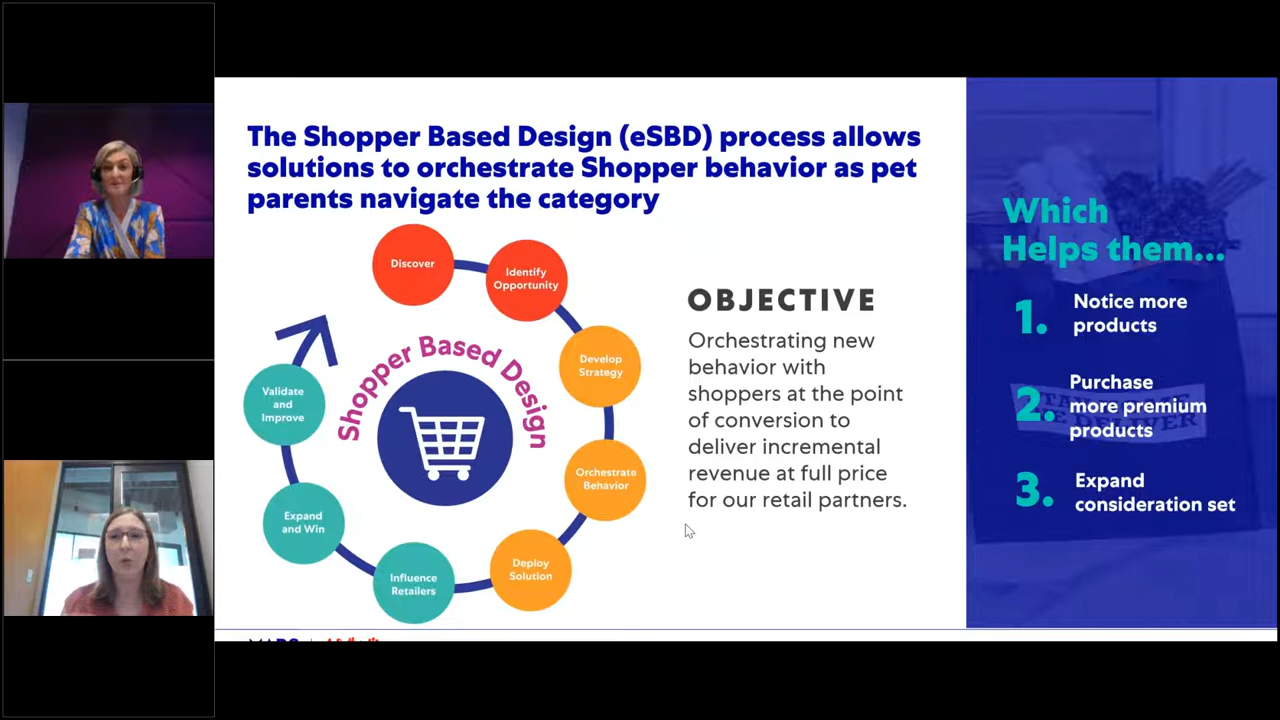 The Shopper Based Design (eSBD) process allows
solutions to orchestrate Shopper behavior as pet
parents navigate the category
Discover
Identify
Opportunity
Develop
Strategy
Orchestrate
Behavior
Deploy
Solution
Influence
Retailers
Expand
and Win
Validate
and
Improve
Shopper Based Design
OBJECTIVE
Orchestrating new
behavior with
shoppers at the point
of conversion to
deliver incremental
revenue at full price
for our retail partners.
Which
Helps them...
1.
Notice more
products
2.
Purchase
more premium
products
3.
Expand
consideration set